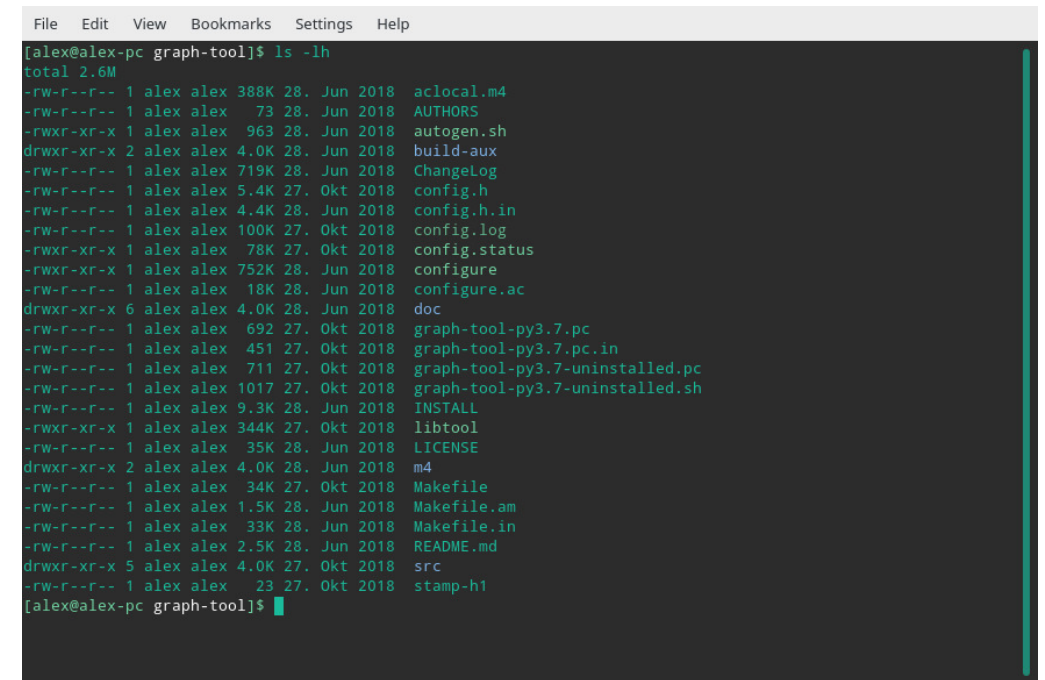 File Edit View Bookmarks Settings Help
[alex@alex-pc graph-tool]$ ls -lh
total 2.6M
-rw-r--r-- 1 alex alex 388K 28. Jun 2018 aclocal.m4
-rw-r--r-- 1 alex alex 73 28. Jun 2018 AUTHORS
-rwxr-xr-x 1 alex alex 963 28. Jun 2018 autogen.sh
drwxr-xr-x 2 alex alex 4.0K 28. Jun 2018 build-aux
-rw-r--r-- 1 alex alex 719K 28. Jun 2018 ChangeLog
-rw-r--r-- 1 alex alex 5.4K 27. Okt 2018 config.h
-rw-r--r-- 1 alex alex 4.4K 28. Jun 2018 config.h.in
-rw-r--r-- 1 alex alex 100K 27. Okt 2018 config.log
-rwxr-xr-x 1 alex alex 78K 27. Okt 2018 config.status
-rwxr-xr-x 1 alex alex 752K 28. Jun 2018 configure
-rw-r--r-- 1 alex alex 18K 28. Jun 2018 configure.ac
drwxr-xr-x 6 alex alex 4.0K 28. Jun 2018 doc
-rw-r--r-- 1 alex alex 692 27. Okt 2018 graph-tool-py3.7.pc
-rw-r--r-- 1 alex alex 451 27. Okt 2018 graph-tool-py3.7.pc.in
-rw-r--r-- 1 alex alex 711 27. Okt 2018 graph-tool-py3.7-uninstalled.pc
-rw-r--r-- 1 alex alex 1017 27. Okt 2018 graph-tool-py3.7-uninstalled.sh
-rw-r--r-- 1 alex alex 9.3K 28. Jun 2018 INSTALL
-rwxr-xr-x 1 alex alex 344K 27. Okt 2018 libtool
-rw-r--r-- 1 alex alex 35K 28. Jun 2018 LICENSE
drwxr-xr-x 2 alex alex 4.0K 28. Jun 2018 m4
-rw-r--r-- 1 alex alex 34K 27. Okt 2018 Makefile
-rw-r--r-- 1 alex alex 1.5K 28. Jun 2018 Makefile.am
-rw-r--r-- 1 alex alex 33K 28. Jun 2018 Makefile.in
-rw-r--r-- 1 alex alex 2.5K 28. Jun 2018 README.md
drwxr-xr-x 5 alex alex 4.0K 27. Okt 2018 src
-rw-r--r-- 1 alex alex 23 27. Okt 2018 stamp-h1
[alex@alex-pc graph-tool]$